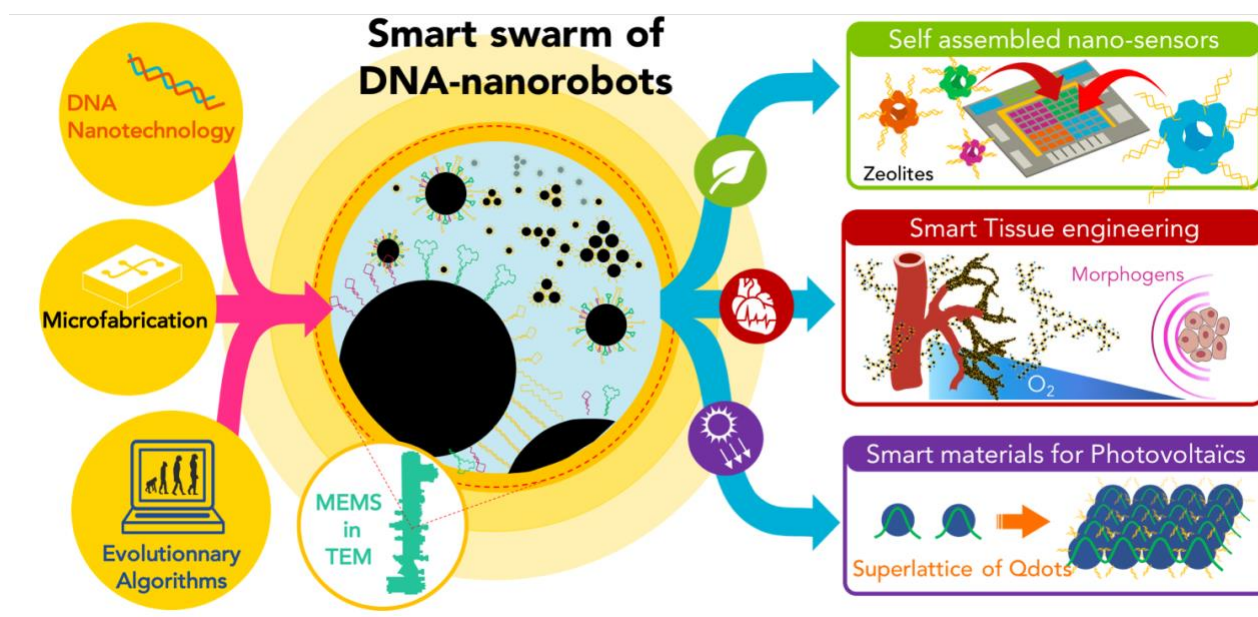 Smart swarm of
DNA-nanorobots
DNA
Nanotechnology
Microfabrication
Evolutionnary
Algorithms
MEMS
in
TEM
Self assembled nano-sensors
Zeolites
Smart Tissue engineering
Morphogens
O₂
Smart materials for Photovoltaïcs
Superlattice of Qdots